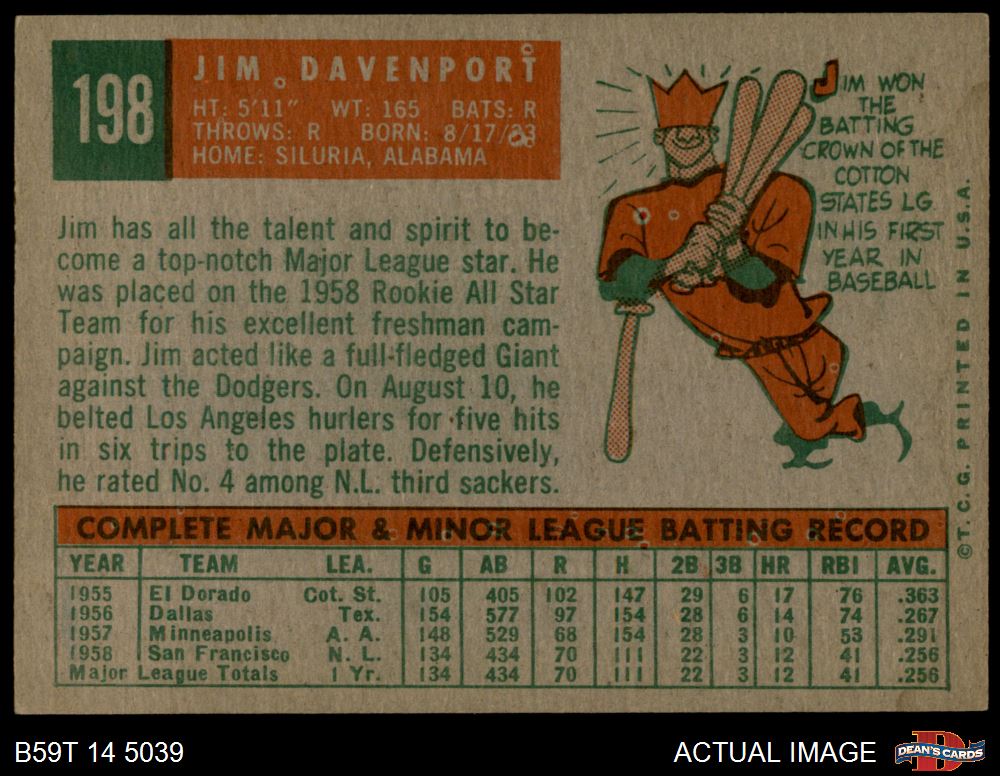 198
JIM DAVENPORT
HT: 5'11" WT: 165 BATS: R
THROWS: R BORN: 8/17/33
HOME: SILURIA, ALABAMA
JIM WON
THE
BATTING
CROWN OF THE
COTTON
STATES LG.
IN HIS FIRST
YEAR IN
BASEBALL
Jim has all the talent and spirit to be-
come a top-notch Major League star. He
was placed on the 1958 Rookie All Star
Team for his excellent freshman cam-
paign. Jim acted like a full-fledged Giant
against the Dodgers. On August 10, he
belted Los Angeles hurlers for five hits
in six trips to the plate. Defensively,
he rated No. 4 among N.L. third sackers.
©T.C.G. PRINTED IN U.S.A.
COMPLETE MAJOR & MINOR LEAGUE BATTING RECORD
YEAR TEAM LEA. G AB R H 2B 3B HR RBI AVG.
1955 El Dorado Cot. St. 105 405 102 147 29 6 17 76 .363
1956 Dallas Tex. 154 577 97 154 28 6 14 74 .267
1957 Minneapolis A. A. 148 529 68 154 28 3 10 53 .291
1958 San Francisco N. L. 134 434 70 111 22 3 12 41 .256
Major League Totals 1 Yr. 134 434 70 111 22 3 12 41 .256
B59T 14 5039
ACTUAL IMAGE
DEAN'S CARDS